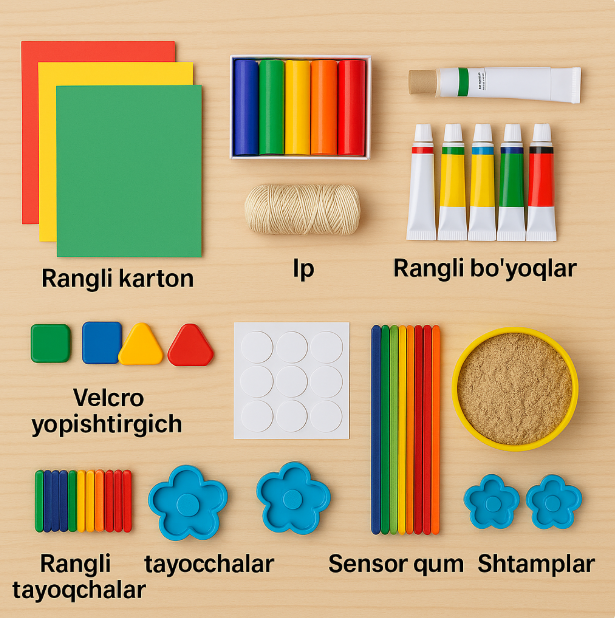 Rangli karton
Ip
Rangli bo'yoqlar
Velcro
yopishtirgich
Rangli
tayoqchalar
tayocchalar
Sensor qum
Shtamplar